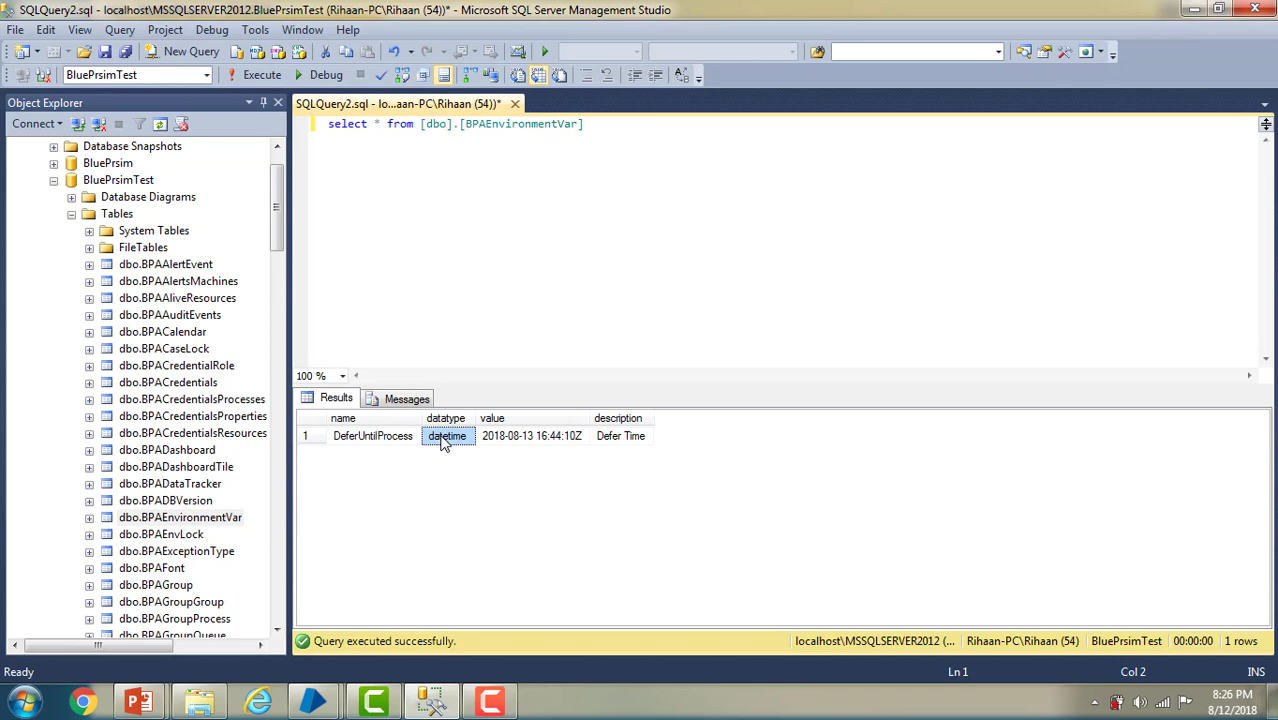 SQLQuery2.sql - localhost\MSSQLSERVER2012.BluePrsimTest (Rihaan-PC\Rihaan (54))* - Microsoft SQL Server Management Studio
File Edit View Query Project Debug Tools Window Help
New Query
BluePrsimTest Execute Debug
Object Explorer
SQLQuery2.sql - lo...aan-PC\Rihaan (54))*
Connect
select * from [dbo].[BPAEnvironmentVar]
Database Snapshots
BluePrsim
BluePrsimTest
Database Diagrams
Tables
System Tables
FileTables
dbo.BPAAlertEvent
dbo.BPAAlertsMachines
dbo.BPAAliveResources
dbo.BPAAuditEvents
dbo.BPACalendar
dbo.BPACaseLock
dbo.BPACredentialRole
dbo.BPACredentials
dbo.BPACredentialsProcesses
dbo.BPACredentialsProperties
dbo.BPACredentialsResources
dbo.BPADashboard
dbo.BPADashboardTile
dbo.BPADataTracker
dbo.BPADBVersion
dbo.BPAEnvironmentVar
dbo.BPAEnvLock
dbo.BPAExceptionType
dbo.BPAFont
dbo.BPAGroup
dbo.BPAGroupGroup
dbo.BPAGroupProcess
dbo.BPAGroupQueue
100 %
Results Messages
name datatype value description
1 DeferUntilProcess datetime 2018-08-13 16:44:10Z Defer Time
Query executed successfully. localhost\MSSQLSERVER2012 (... Rihaan-PC\Rihaan (54) BluePrsimTest 00:00:00 1 rows
Ready Ln 1 Col 2 INS
8:26 PM
8/12/2018